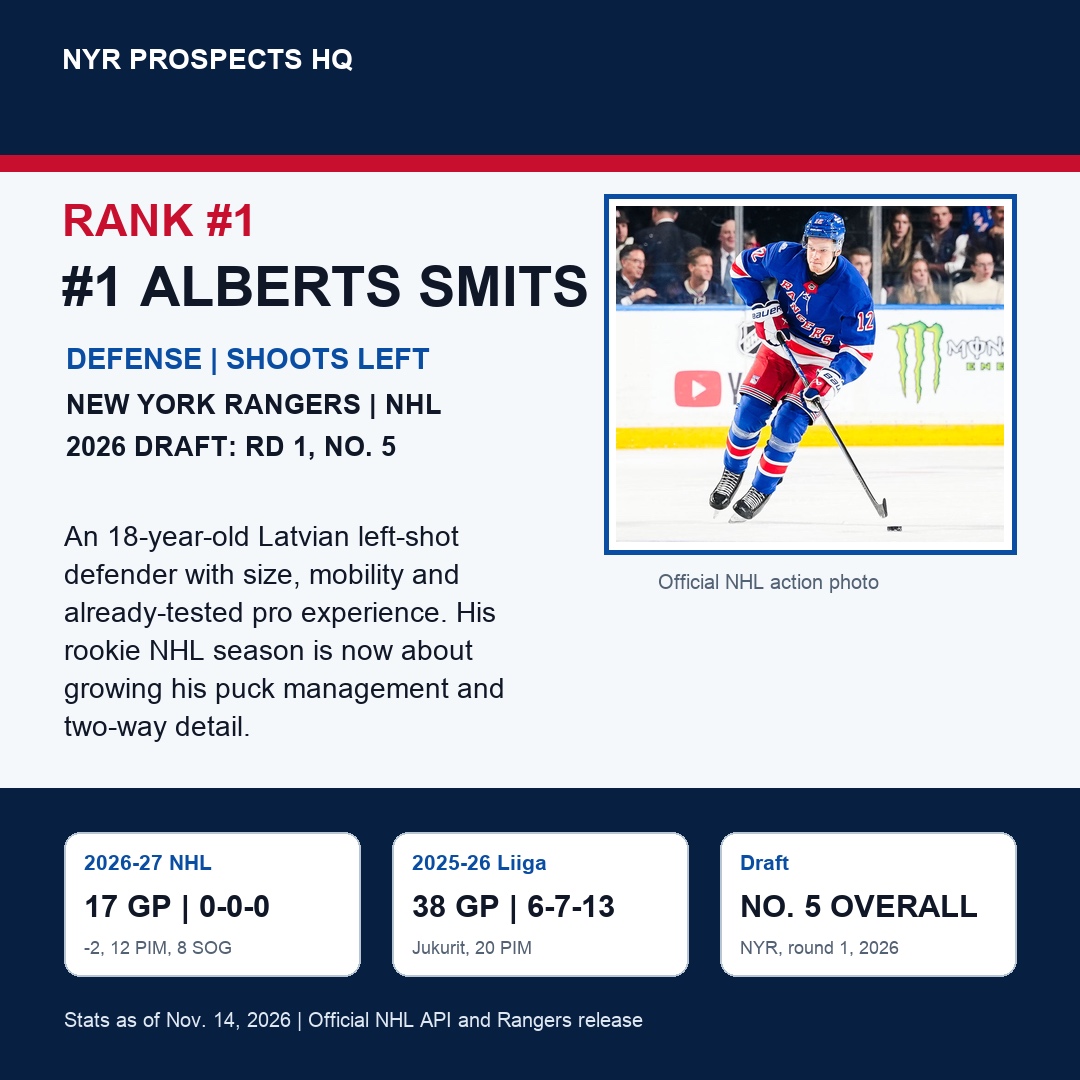 NYR PROSPECTS HQ
RANK #1
#1 ALBERTS SMITS
DEFENSE | SHOOTS LEFT
NEW YORK RANGERS | NHL
2026 DRAFT: RD 1, NO. 5
An 18-year-old Latvian left-shot
defender with size, mobility and
already-tested pro experience. His
rookie NHL season is now about
growing his puck management and
two-way detail.
12
12
RANGERS
12
BAUER
Official NHL action photo
2026-27 NHL
17 GP | 0-0-0
-2, 12 PIM, 8 SOG
2025-26 Liiga
38 GP | 6-7-13
Jukurit, 20 PIM
Draft
NO. 5 OVERALL
NYR, round 1, 2026
Stats as of Nov. 14, 2026 | Official NHL API and Rangers release